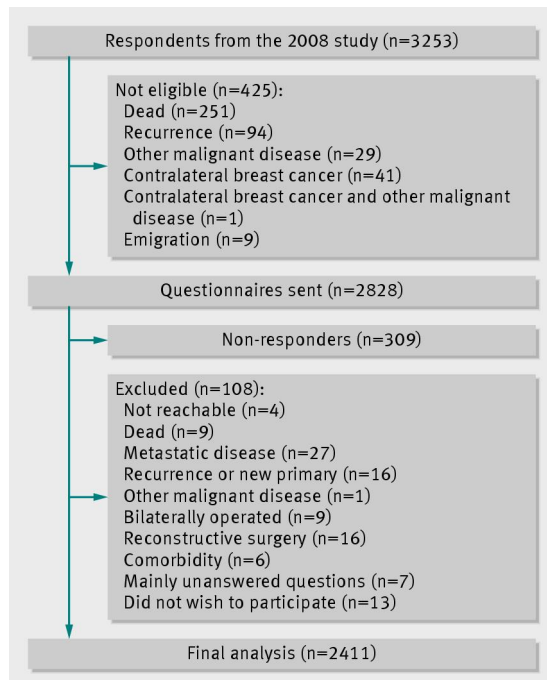 Respondents from the 2008 study (n=3253)
Not eligible (n=425):
Dead (n=251)
Recurrence (n=94)
Other malignant disease (n=29)
Contralateral breast cancer (n=41)
Contralateral breast cancer and other malignant
disease (n=1)
Emigration (n=9)
Questionnaires sent (n=2828)
Non-responders (n=309)
Excluded (n=108):
Not reachable (n=4)
Dead (n=9)
Metastatic disease (n=27)
Recurrence or new primary (n=16)
Other malignant disease (n=1)
Bilaterally operated (n=9)
Reconstructive surgery (n=16)
Comorbidity (n=6)
Mainly unanswered questions (n=7)
Did not wish to participate (n=13)
Final analysis (n=2411)